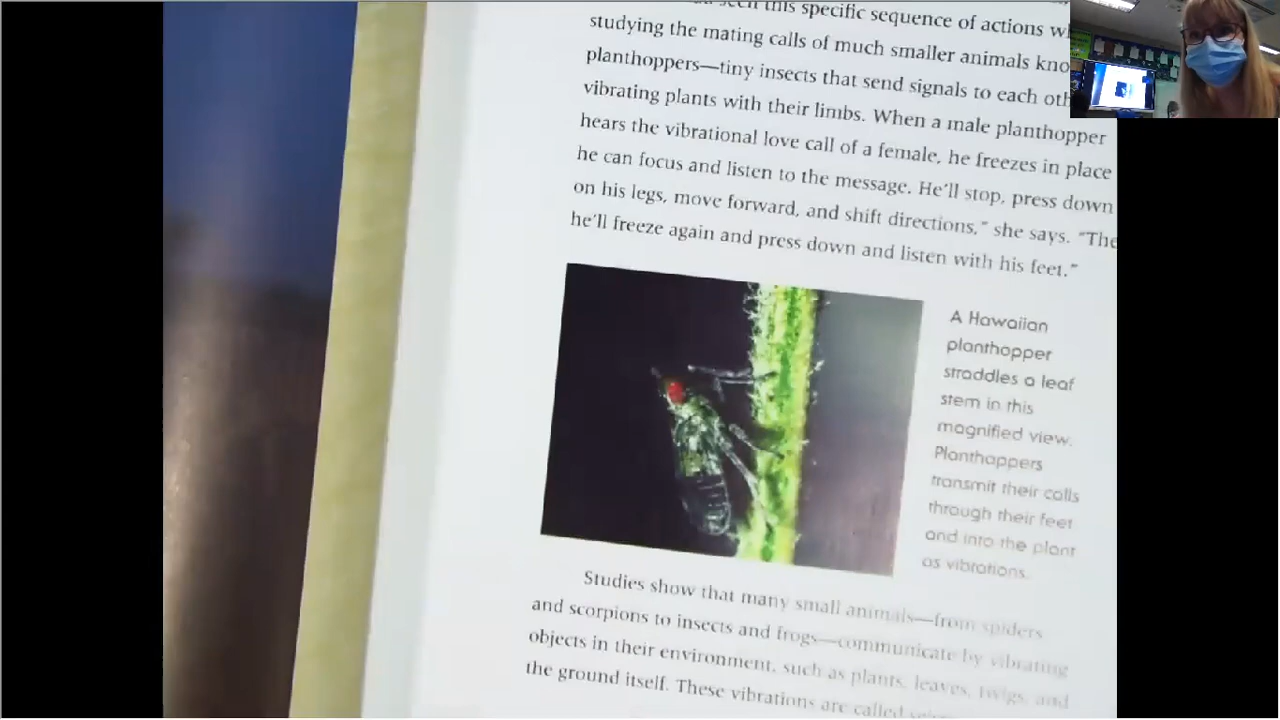 this specific sequence of actions
studying the mating calls of much smaller animals
planthoppers—tiny insects that send signals to each
vibrating plants with their limbs. When a male planthopper
hears the vibrational love call of a female, he freezes in place
he can focus and listen to the message. He'll stop, press down
on his legs, move forward, and shift directions," she says.
he'll freeze again and press down and listen with his feet."
A Hawaiian
planthopper
straddles a leaf
stem in this
magnified view.
Planthoppers
transmit their calls
through their feet
and into the plant
as vibrations.
Studies show that many small animals—from spiders
and scorpions to insects and frogs—communicate by vibrating
objects in their environment, such as plants, leaves, twigs, and
the ground itself. These vibrations are called